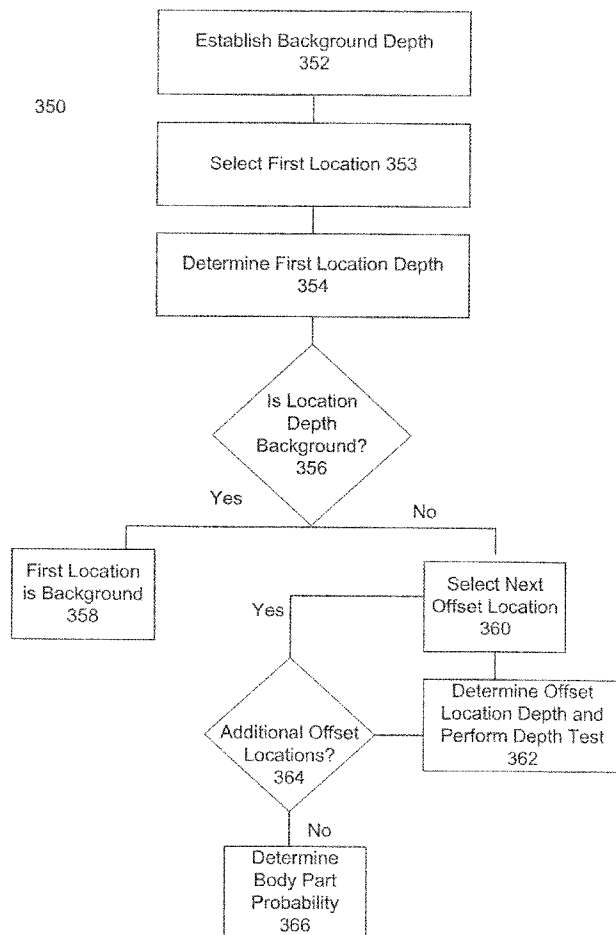 Establish Background Depth
352
350
Select First Location 353
Determine First Location Depth
354
Is Location
Depth
Background?
356
Yes
No
First Location
is Background
358
Select Next
Offset Location
360
Yes
Determine Offset
Location Depth and
Perform Depth Test
362
Additional Offset
Locations?
364
No
Determine
Body Part
Probability
366